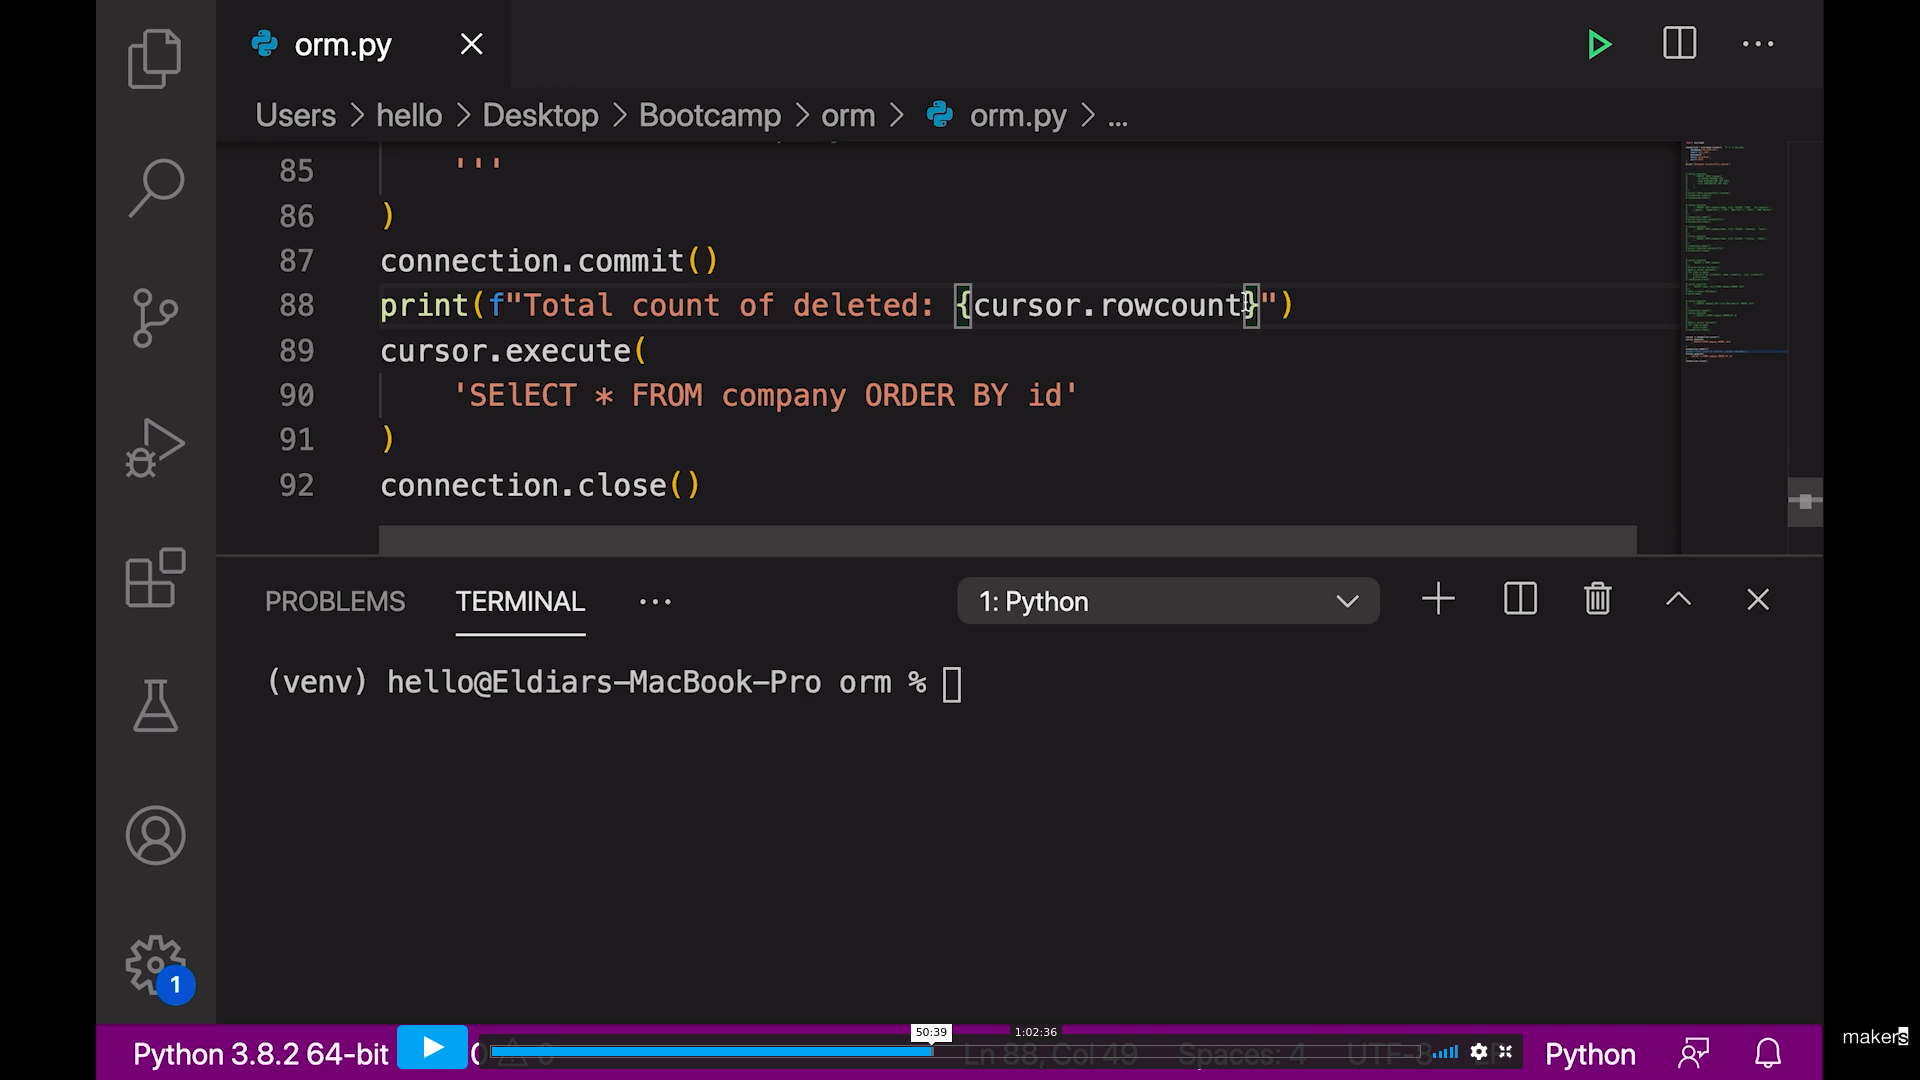 orm.py
Users > hello > Desktop > Bootcamp > orm > orm.py > ...
85 '''
86 )
87 connection.commit()
88 print(f"Total count of deleted: {cursor.rowcount}")
89 cursor.execute(
90 'SElECT * FROM company ORDER BY id'
91 )
92 connection.close()
PROBLEMS TERMINAL ... 1: Python
(venv) hello@Eldiars-MacBook-Pro orm %
1
50:39 1:02:36
Python 3.8.2 64-bit 0 0 Ln 88, Col 49 Spaces: 4 UTF-8 LF Python
makers